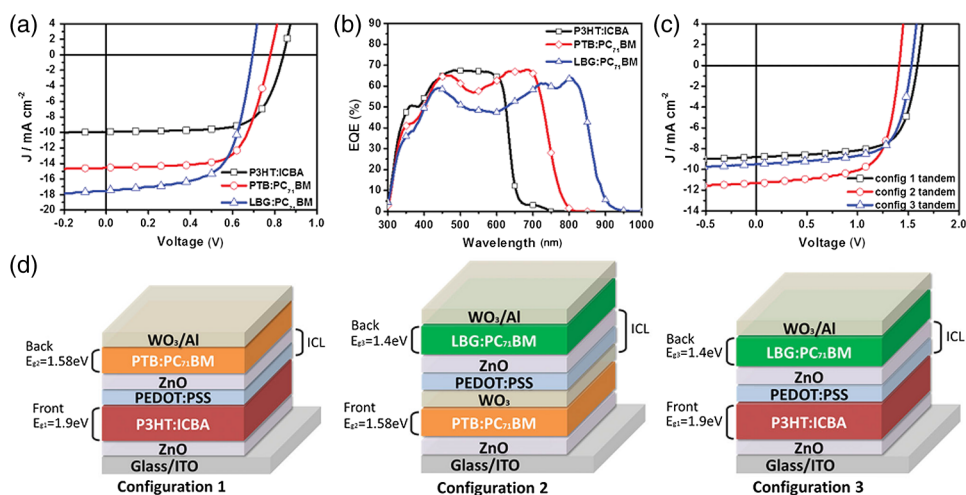 (a)
4
2
0
-2
-4
-6
-8
-10
-12
-14
-16
-18
-20
J / mA cm⁻²
P3HT:ICBA
PTB:PC₇₁BM
LBG:PC₇₁BM
-0.2 0.0 0.2 0.4 0.6 0.8 1.0
Voltage (V)
(b)
90
80
70
60
50
40
30
20
10
0
EQE (%)
P3HT:ICBA
PTB:PC₇₁BM
LBG:PC₇₁BM
300 400 500 600 700 800 900 1000
Wavelength (nm)
(c)
4
2
0
-2
-4
-6
-8
-10
-12
-14
J / mA cm⁻²
config 1 tandem
config 2 tandem
config 3 tandem
-0.5 0.0 0.5 1.0 1.5 2.0
Voltage (V)
(d)
WO₃/Al
ICL
Back
E_g2=1.58eV
PTB:PC₇₁BM
ZnO
PEDOT:PSS
Front
E_g1=1.9eV
P3HT:ICBA
ZnO
Glass/ITO
Configuration 1
WO₃/Al
ICL
Back
E_g3=1.4eV
LBG:PC₇₁BM
ZnO
PEDOT:PSS
WO₃
Front
E_g2=1.58eV
PTB:PC₇₁BM
ZnO
Glass/ITO
Configuration 2
WO₃/Al
ICL
Back
E_g3=1.4eV
LBG:PC₇₁BM
ZnO
PEDOT:PSS
Front
E_g1=1.9eV
P3HT:ICBA
ZnO
Glass/ITO
Configuration 3